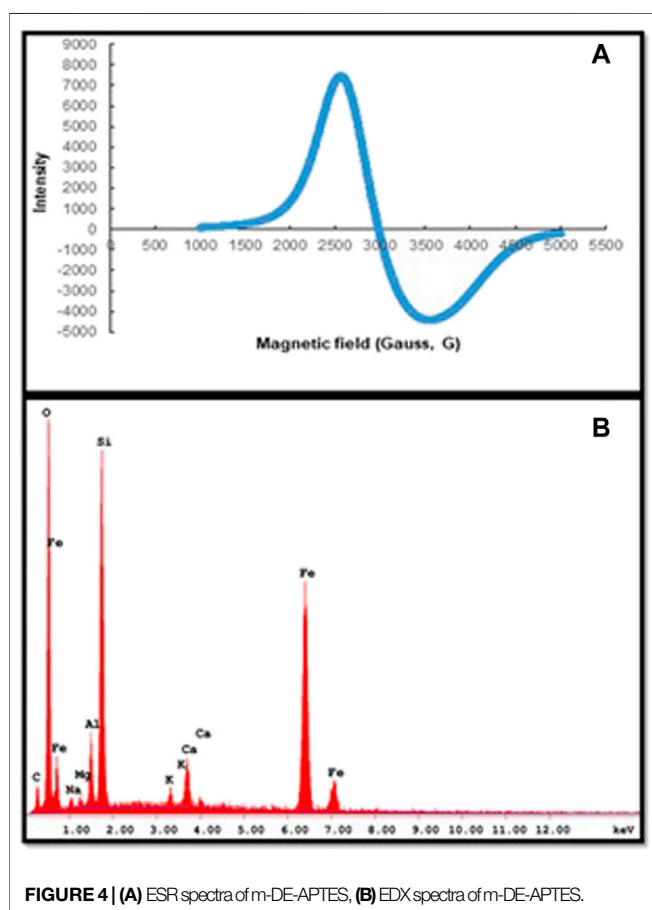 A
9000
8000
7000
6000
5000
4000
3000
2000
1000
0
-1000
-2000
-3000
-4000
-5000
Intensity
0 500 1000 1500 2000 2500 3000 3500 4000 4500 5000 5500
Magnetic field (Gauss, G)
B
O
Si
Fe
Fe
Al
Ca
Fe
Ca
C
Mg
Na
K
K
Fe
1.00 2.00 3.00 4.00 5.00 6.00 7.00 8.00 9.00 10.00 11.00 12.00 keV
FIGURE 4 | (A) ESR spectra of m-DE-APTES, (B) EDX spectra of m-DE-APTES.